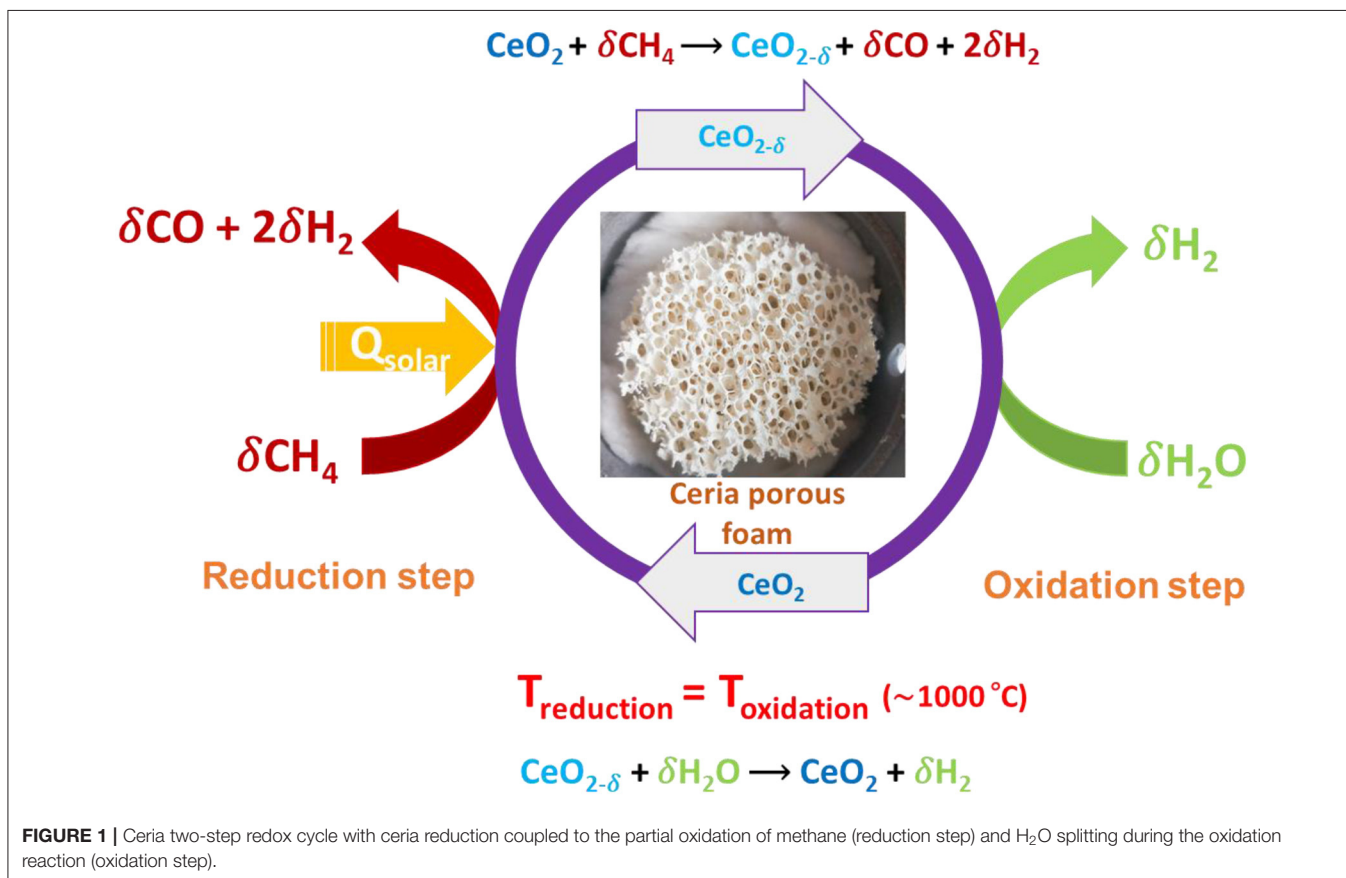 CeO₂ + δCH₄ → CeO₂₋δ + δCO + 2δH₂
CeO₂₋δ
δCO + 2δH₂
Qsolar
δCH₄
δH₂
δH₂O
Ceria porous
foam
Reduction step
CeO₂
Oxidation step
Treduction = Toxidation (~1000 °C)
CeO₂₋δ + δH₂O → CeO₂ + δH₂
FIGURE 1 | Ceria two-step redox cycle with ceria reduction coupled to the partial oxidation of methane (reduction step) and H₂O splitting during the oxidation
reaction (oxidation step).